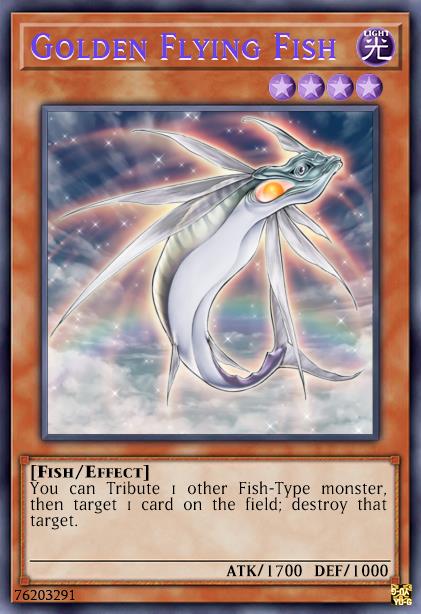 GOLDEN FLYING FISH
LIGHT
光
[FISH/EFFECT]
You can Tribute 1 other Fish-Type monster,
then target 1 card on the field; destroy that
target.
ATK/1700 DEF/1000
76203291